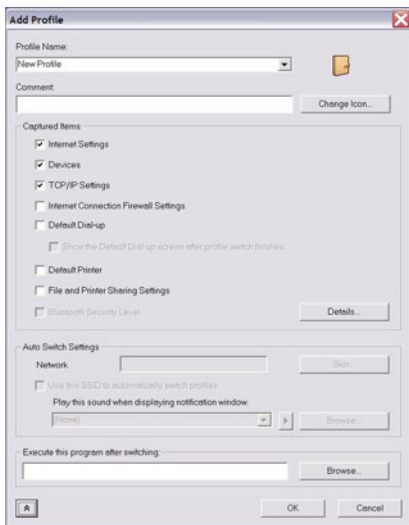 Add Profile
Profile Name:
New Profile
Comment
Change Icon...
Captured Items
Internet Settings
Devices
TCP/IP Settings
Internet Connection Firewall Settings
Default Dial-up
Show the Default Dial-up screen after profile switch finishes.
Default Printer
File and Printer Sharing Settings
Bluetooth Security Level
Details...
Auto Switch Settings
Network
Use this SSID to automatically switch profiles.
Play this sound when displaying notification window.
(None)
Browse...
Execute this program after switching:
Browse...
OK
Cancel